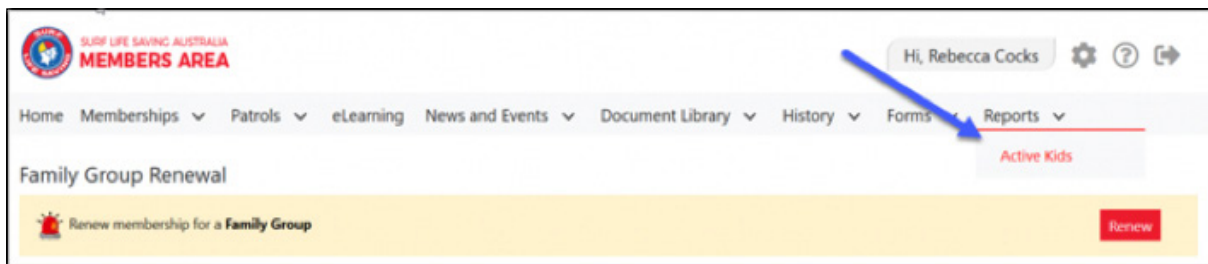 SURF LIFE SAVING AUSTRALIA
MEMBERS AREA
Hi, Rebecca Cocks
Home Memberships Patrols eLearning News and Events Document Library History Forms Reports
Active Kids
Family Group Renewal
Renew membership for a Family Group
Renew